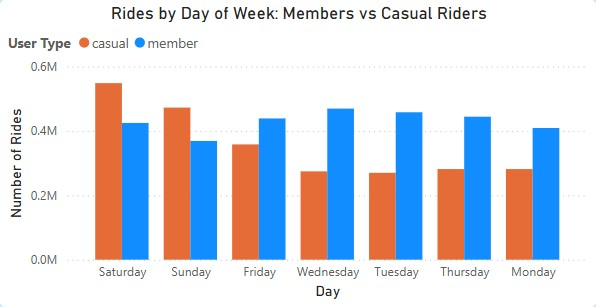 Rides by Day of Week: Members vs Casual Riders
User Type casual member
Number of Rides
0.6M
0.4M
0.2M
0.0M
Saturday Sunday Friday Wednesday Tuesday Thursday Monday
Day